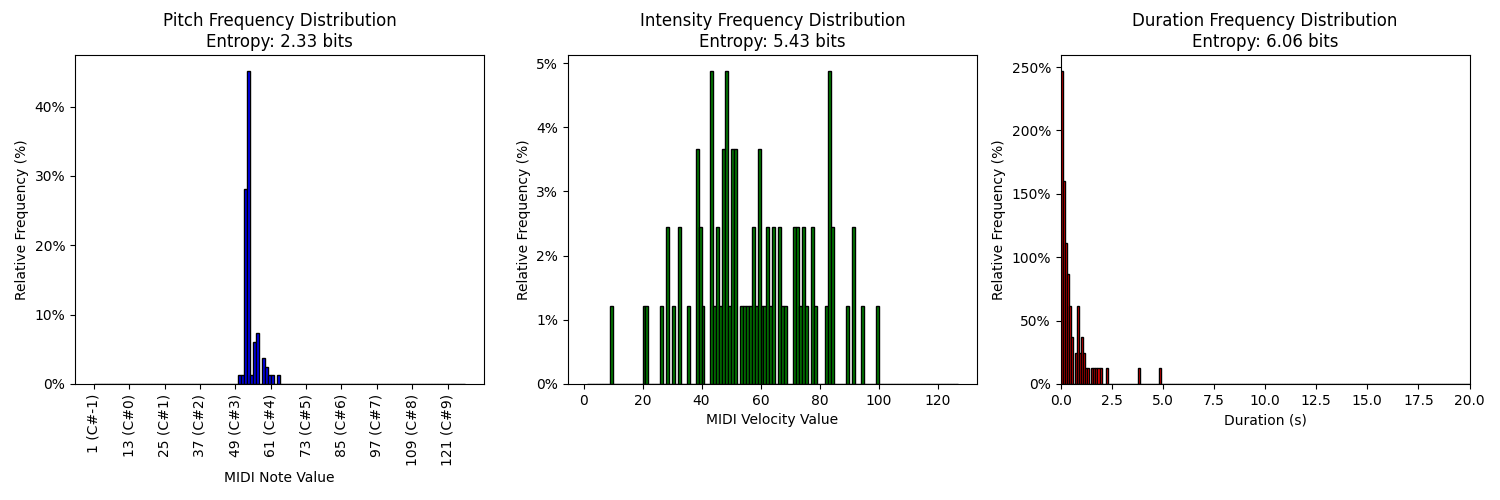 Pitch Frequency Distribution
Entropy: 2.33 bits
Relative Frequency (%)
40%
30%
20%
10%
0%
1 (C#-1)
13 (C#0)
25 (C#1)
37 (C#2)
49 (C#3)
61 (C#4)
73 (C#5)
85 (C#6)
97 (C#7)
109 (C#8)
121 (C#9)
MIDI Note Value
Intensity Frequency Distribution
Entropy: 5.43 bits
Relative Frequency (%)
5%
4%
3%
2%
1%
0%
0 20 40 60 80 100 120
MIDI Velocity Value
Duration Frequency Distribution
Entropy: 6.06 bits
Relative Frequency (%)
250%
200%
150%
100%
50%
0%
0.0 2.5 5.0 7.5 10.0 12.5 15.0 17.5 20.0
Duration (s)